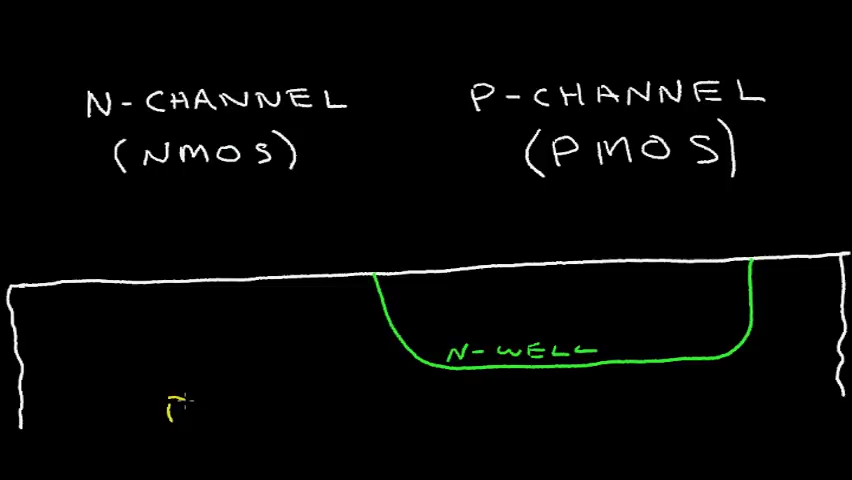 N-CHANNEL
(NMOS)
P-CHANNEL
(PMOS)
N-WELL